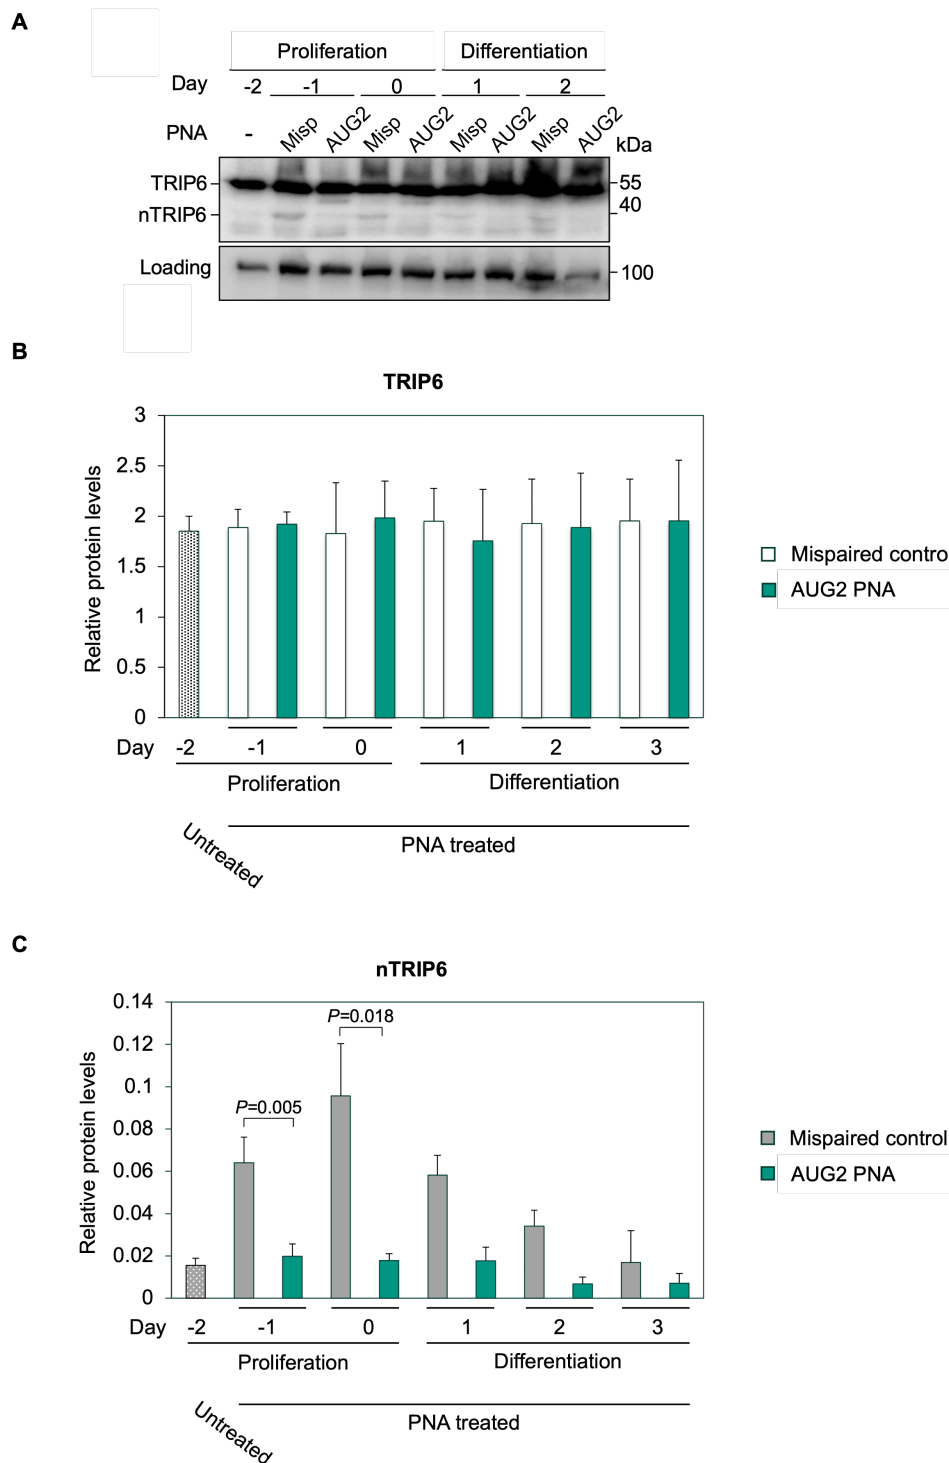 A
Proliferation Differentiation
Day -2 -1 0 1 2
PNA - Misp AUG2 Misp AUG2 Misp AUG2 Misp AUG2 kDa
TRIP6 55
40
nTRIP6
Loading 100
B
TRIP6
Relative protein levels
3
2.5
2
1.5
1
0.5
0
Mispaired contro
AUG2 PNA
Day -2 -1 0 1 2 3
Proliferation Differentiation
Untreated
PNA treated
C
nTRIP6
Relative protein levels
0.14
0.12
0.1
0.08
0.06
0.04
0.02
0
P=0.018
P=0.005
Mispaired control
AUG2 PNA
Day -2 -1 0 1 2 3
Proliferation Differentiation
Untreated
PNA treated